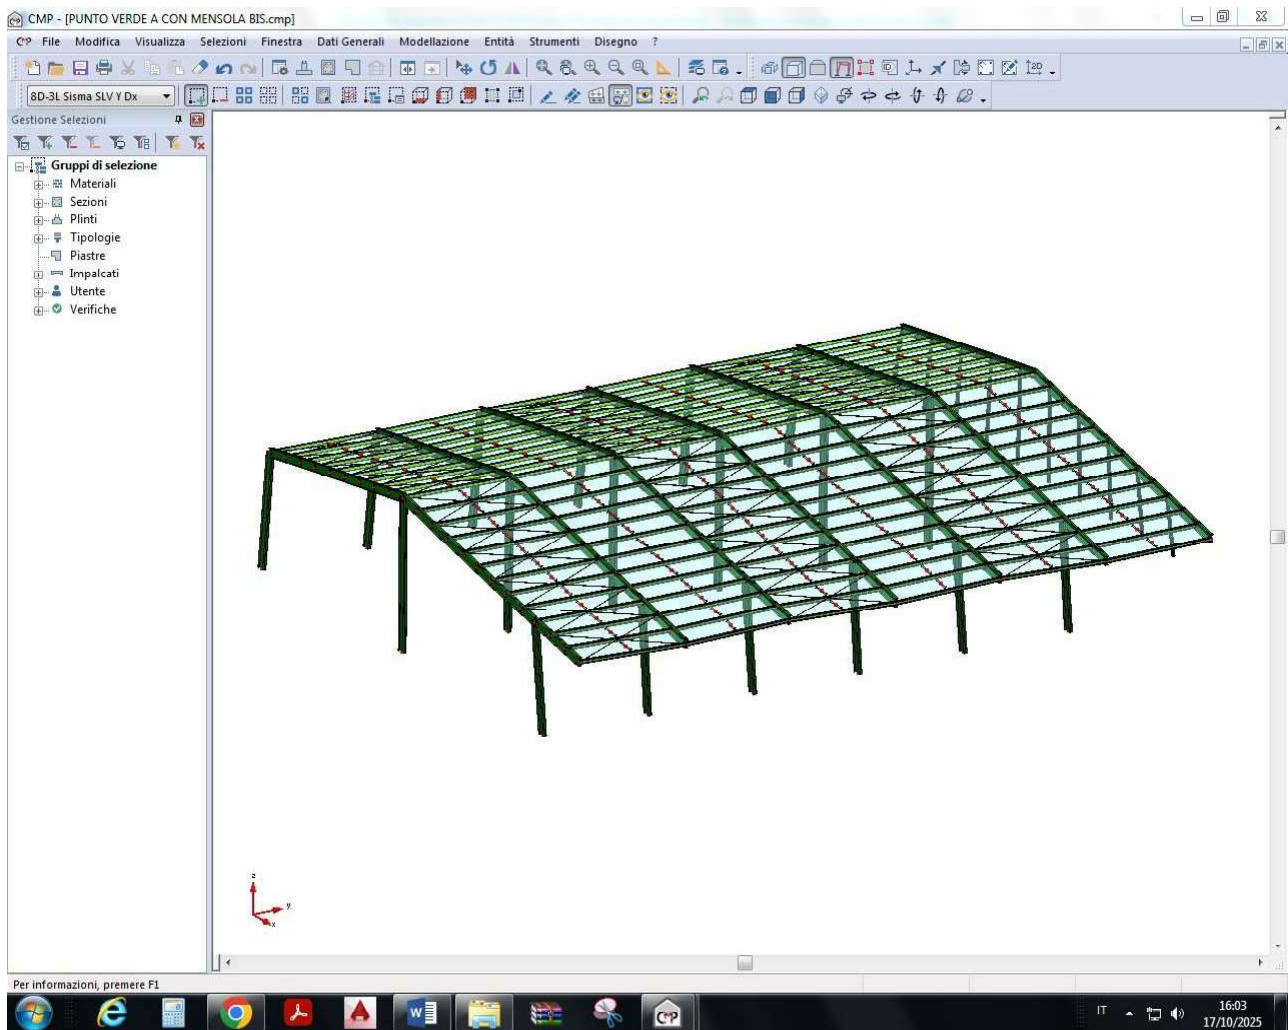 CMP - [PUNTO VERDE A CON MENSOLA BIS.cmp]
File Modifica Visualizza Selezioni Finestra Dati Generali Modellazione Entità Strumenti Disegno ?
8D-3L Sisma SLV Y Dx
Gestione Selezioni
Gruppi di selezione
Materiali
Sezioni
Plinti
Tipologie
Piastre
Impalcati
Utente
Verifiche
z
y
x
Per informazioni, premere F1
IT
16:03
17/10/2025